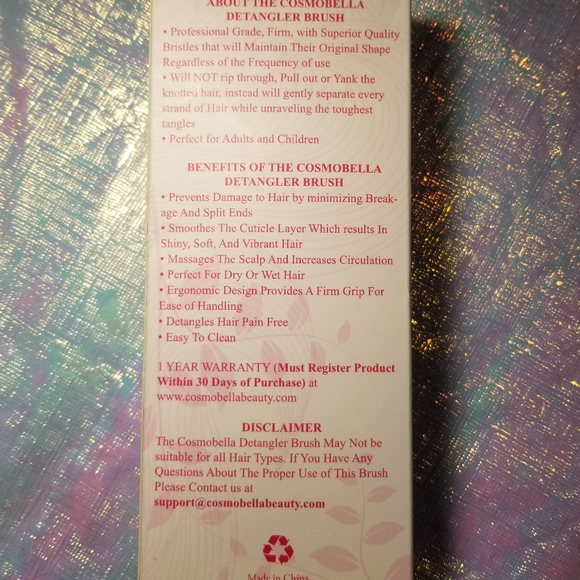 ABOUT THE COSMOBELLA
DETANGLER BRUSH
• Professional Grade, Firm, with Superior Quality
Bristles that will Maintain Their Original Shape
Regardless of the Frequency of use
• Will NOT rip through, Pull out or Yank the
knotted hair, instead will gently separate every
strand of Hair while unraveling the toughest
tangles
• Perfect for Adults and Children
BENEFITS OF THE COSMOBELLA
DETANGLER BRUSH
• Prevents Damage to Hair by minimizing Break-
age And Split Ends
• Smoothes The Cuticle Layer Which results In
Shiny, Soft, And Vibrant Hair
• Massages The Scalp And Increases Circulation
• Perfect For Dry Or Wet Hair
• Ergonomic Design Provides A Firm Grip For
Ease of Handling
• Detangles Hair Pain Free
• Easy To Clean
1 YEAR WARRANTY (Must Register Product
Within 30 Days of Purchase) at
www.cosmobellabeauty.com
DISCLAIMER
The Cosmobella Detangler Brush May Not be
suitable for all Hair Types. If You Have Any
Questions About The Proper Use of This Brush
Please Contact us at
support@cosmobellabeauty.com
Made in China